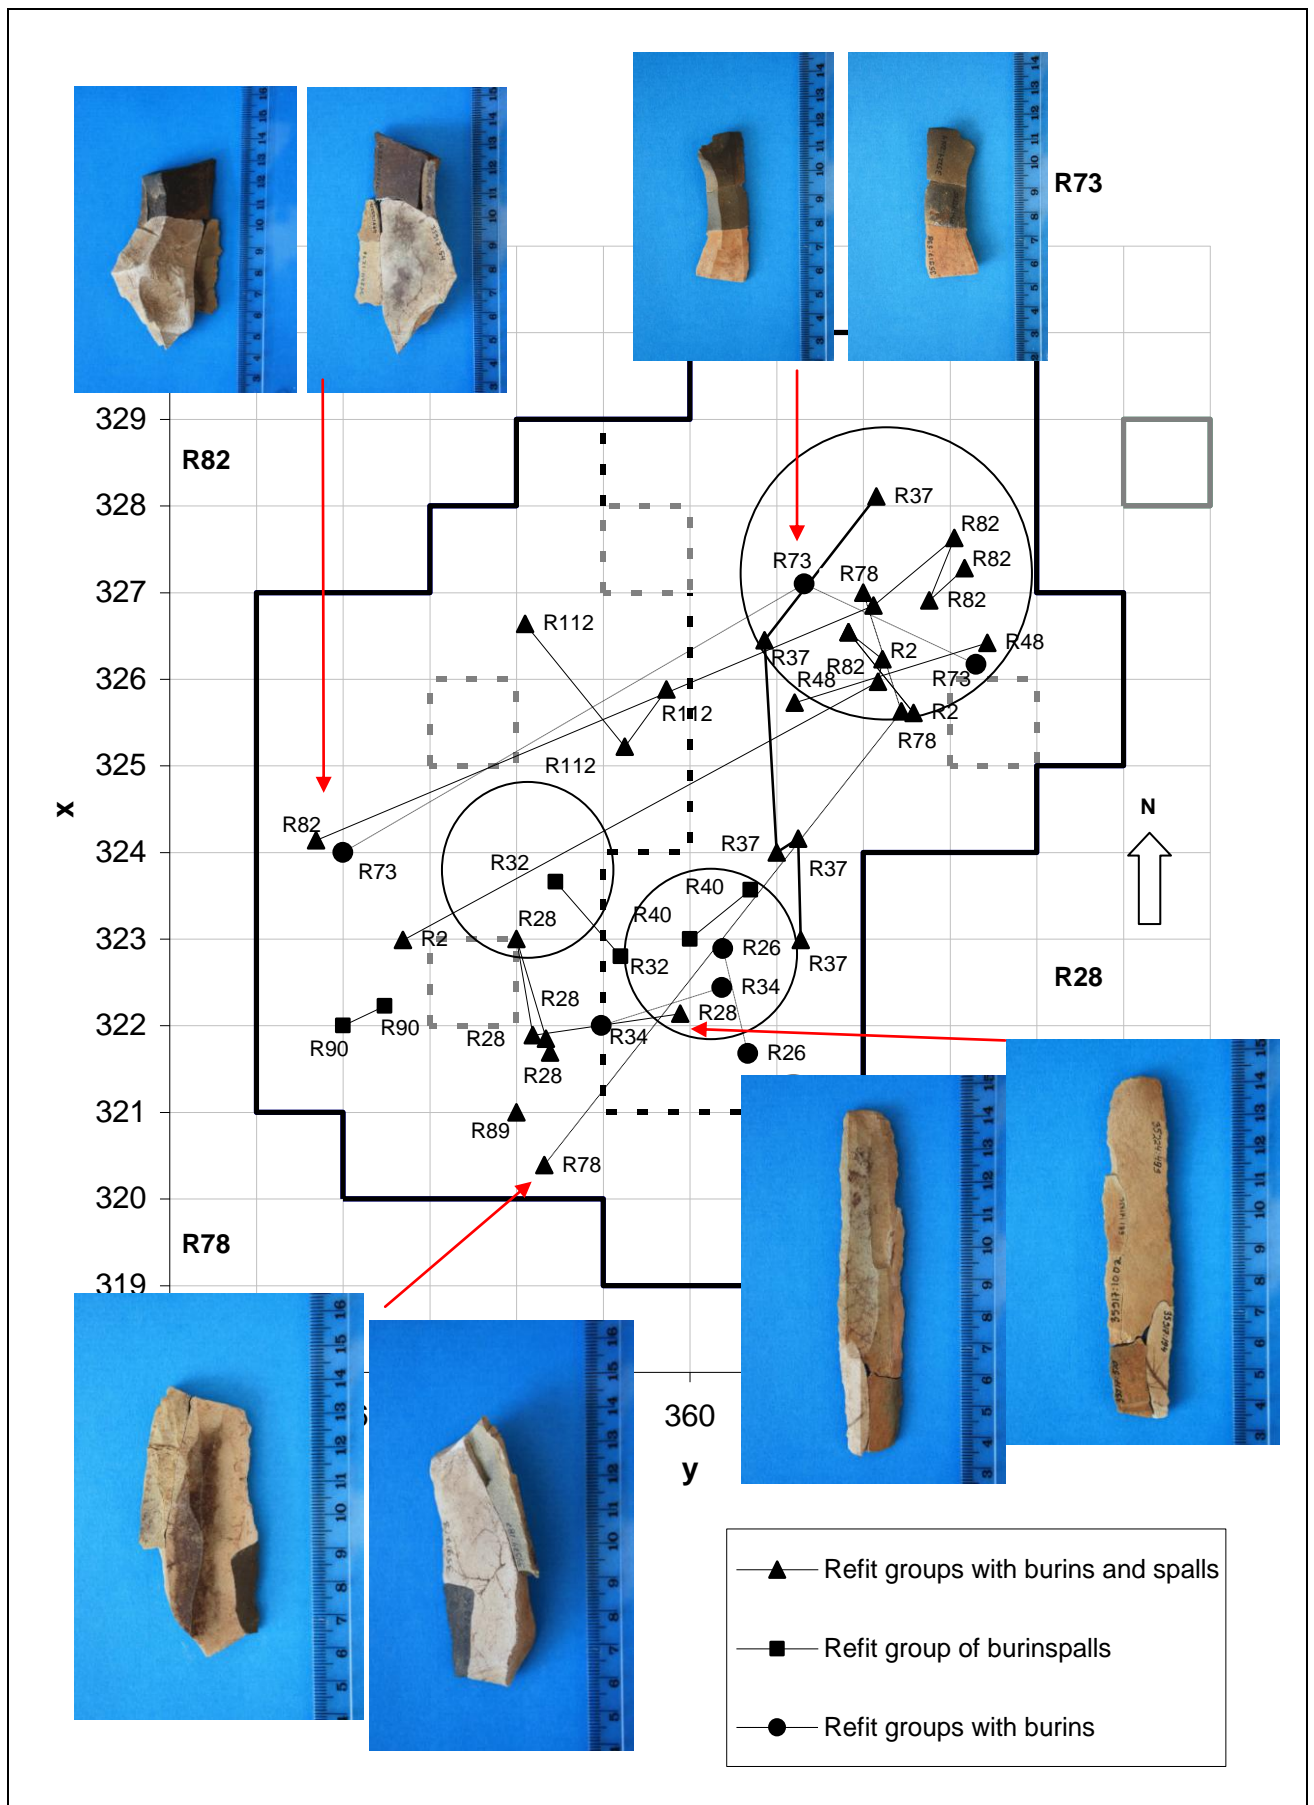 R73
329
R82
328
R37
R82
R73
R78
R82
327
R82
R112
R2
R48
R37
R82
326
R48
R73
R112
R2
R78
R112
325
x
N
R82
324
R37
R73
R32
R37
R40
R40
R28
323
R2
R26
R32
R37
R28
R34
R28
R28
322
R90
R28
R34
R90
R26
R28
321
R89
R78
320
R78
319
360
y
Refit groups with burins and spalls
Refit group of burinspalls
Refit groups with burins